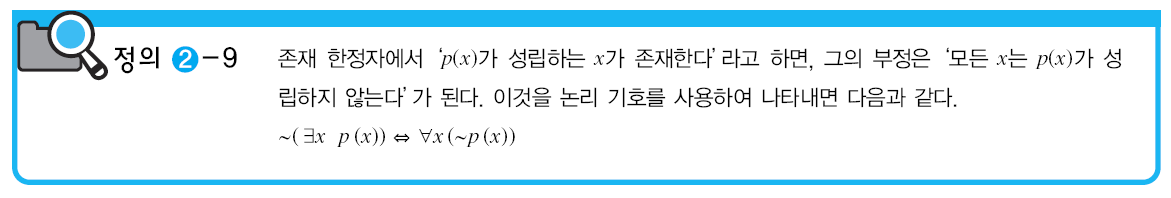 정의 2-9
존재 한정자에서 ‘p(x)가 성립하는 x가 존재한다’라고 하면, 그의 부정은 ‘모든 x는 p(x)가 성
립하지 않는다’가 된다. 이것을 논리 기호를 사용하여 나타내면 다음과 같다.
~( ∃x p (x)) ⇔ ∀x (~p (x))